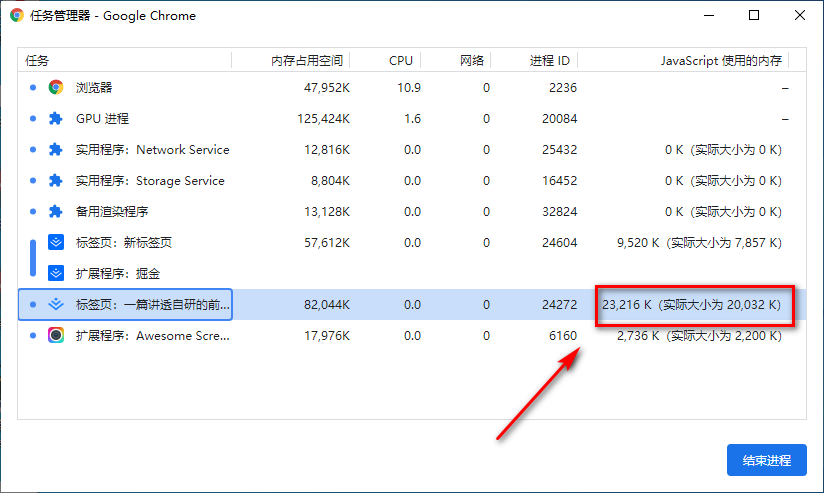 任务管理器 - Google Chrome
任务 内存占用空间 CPU 网络 进程 ID JavaScript 使用的内存
浏览器 47,952K 10.9 0 2236 –
GPU 进程 125,424K 1.6 0 20084 –
实用程序：Network Service 12,816K 0.0 0 25432 0 K（实际大小为 0 K）
实用程序：Storage Service 8,804K 0.0 0 16452 0 K（实际大小为 0 K）
备用渲染程序 13,128K 0.0 0 32824 0 K（实际大小为 0 K）
标签页：新标签页 57,612K 0.0 0 24604 9,520 K（实际大小为 7,857 K）
扩展程序：掘金
标签页：一篇讲透自研的前... 82,044K 0.0 0 24272 23,216 K（实际大小为 20,032 K）
扩展程序：Awesome Scre... 17,976K 0.0 0 6160 2,736 K（实际大小为 2,200 K）
结束进程